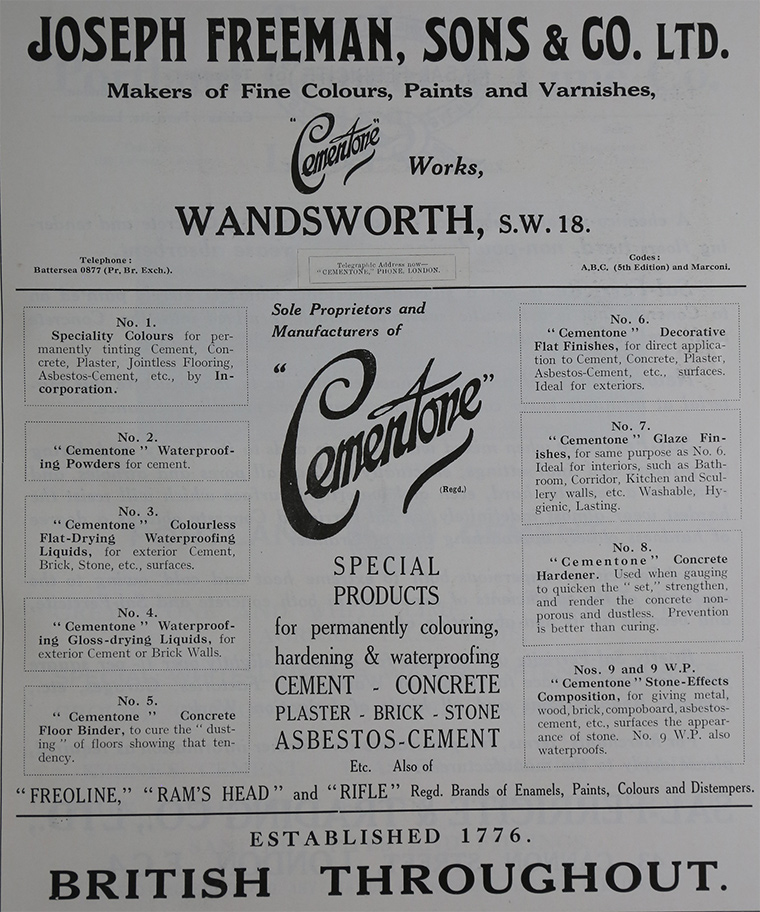 JOSEPH FREEMAN, SONS & CO. LTD.
Makers of Fine Colours, Paints and Varnishes,
"Cementone" Works,
WANDSWORTH, S.W. 18.
Telephone :
Battersea 0877 (Pr. Br. Exch.).
Telegraphic Address now—
"CEMENTONE," PHONE, LONDON.
Codes :
A.B.C. (5th Edition) and Marconi.
No. 1.
Speciality Colours for per-
manently tinting Cement, Con-
crete, Plaster, Jointless Flooring,
Asbestos-Cement, etc., by In-
corporation.
No. 2.
"Cementone" Waterproof-
ing Powders for cement.
No. 3.
"Cementone" Colourless
Flat-Drying Waterproofing
Liquids, for exterior Cement,
Brick, Stone, etc., surfaces.
No. 4.
"Cementone" Waterproof-
ing Gloss-drying Liquids, for
exterior Cement or Brick Walls.
No. 5.
"Cementone" Concrete
Floor Binder, to cure the "dust-
ing" of floors showing that ten-
dency.
Sole Proprietors and
Manufacturers of
"Cementone"
(Regd.)
SPECIAL
PRODUCTS
for permanently colouring,
hardening & waterproofing
CEMENT - CONCRETE
PLASTER - BRICK - STONE
ASBESTOS-CEMENT
Etc. Also of
No. 6.
"Cementone" Decorative
Flat Finishes, for direct applica-
tion to Cement, Concrete, Plaster,
Asbestos-Cement, etc., surfaces.
Ideal for exteriors.
No. 7.
"Cementone" Glaze Fin-
ishes, for same purpose as No. 6.
Ideal for interiors, such as Bath-
room, Corridor, Kitchen and Scul-
lery walls, etc. Washable, Hy-
gienic, Lasting.
No. 8.
"Cementone" Concrete
Hardener. Used when gauging
to quicken the "set," strengthen,
and render the concrete non-
porous and dustless. Prevention
is better than curing.
Nos. 9 and 9 W.P.
"Cementone" Stone-Effects
Composition, for giving metal,
wood, brick, compoboard, asbestos-
cement, etc., surfaces the appear-
ance of stone. No. 9 W.P. also
waterproofs.
"FREOLINE," "RAM'S HEAD" and "RIFLE" Regd. Brands of Enamels, Paints, Colours and Distempers.
ESTABLISHED 1776.
BRITISH THROUGHOUT.